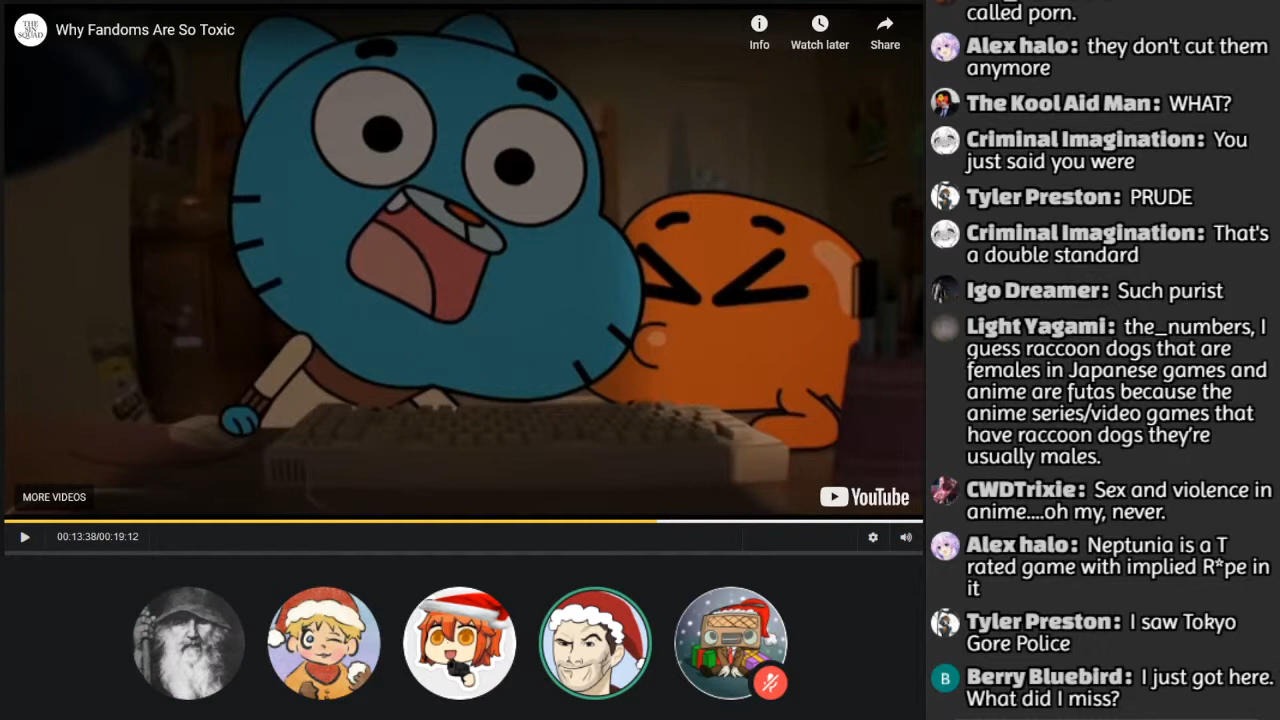 THE SIN SQUAD
Why Fandoms Are So Toxic
Info
Watch later
Share
MORE VIDEOS
YouTube
00:13:38/00:19:12
called porn.
Alex halo: they don't cut them
anymore
The Kool Aid Man: WHAT?
Criminal Imagination: You
just said you were
Tyler Preston: PRUDE
Criminal Imagination: That's
a double standard
Igo Dreamer: Such purist
Light Yagami: the_numbers, I
guess raccoon dogs that are
females in Japanese games and
anime are futas because the
anime series/video games that
have raccoon dogs they're
usually males.
CWDTrixie: Sex and violence in
anime....oh my, never.
Alex halo: Neptunia is a T
rated game with implied R*pe in
it
Tyler Preston: I saw Tokyo
Gore Police
B
Berry Bluebird: I just got here.
What did I miss?